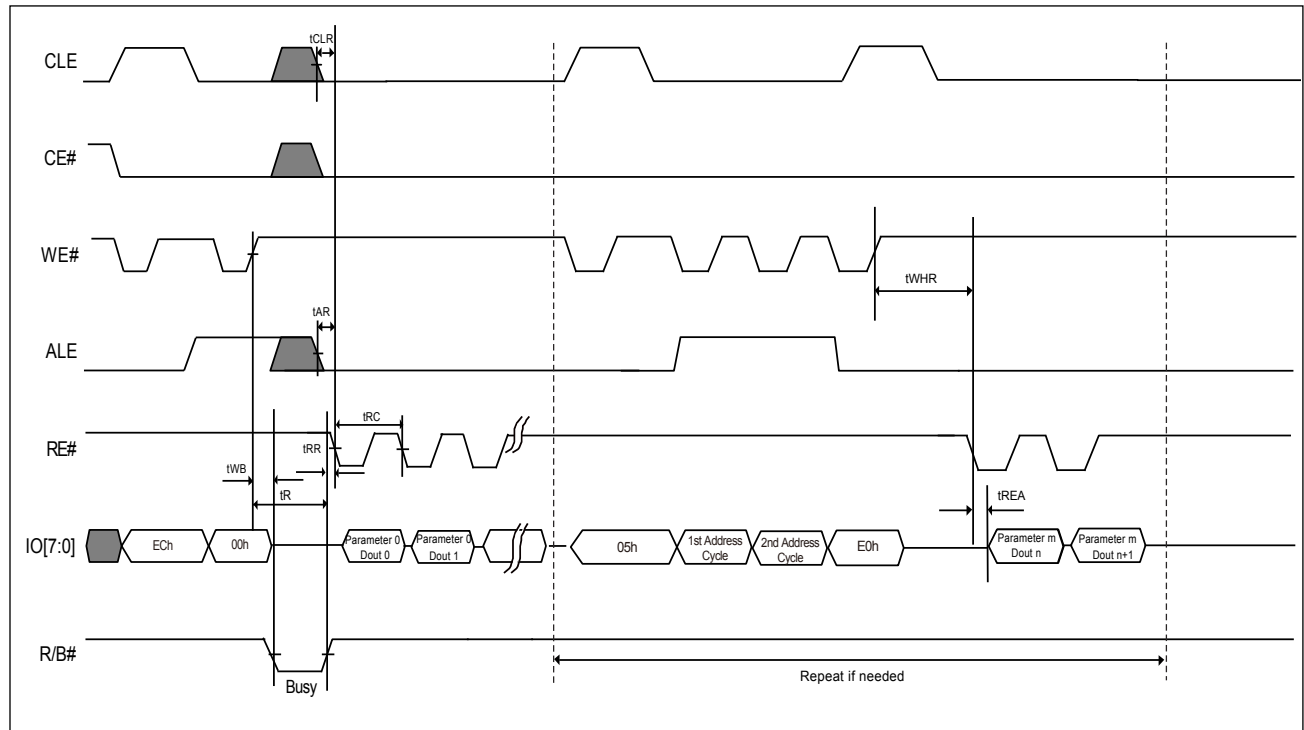 tCLR
CLE
CE#
WE#
tWHR
tAR
ALE
tRC
RE#
tRR
tWB
tR
tREA
IO[7:0]
ECh
00h
Parameter 0
Dout 0
Parameter 0
Dout 1
05h
1st Address
Cycle
2nd Address
Cycle
E0h
Parameter m
Dout n
Parameter m
Dout n+1
R/B#
Busy
Repeat if needed